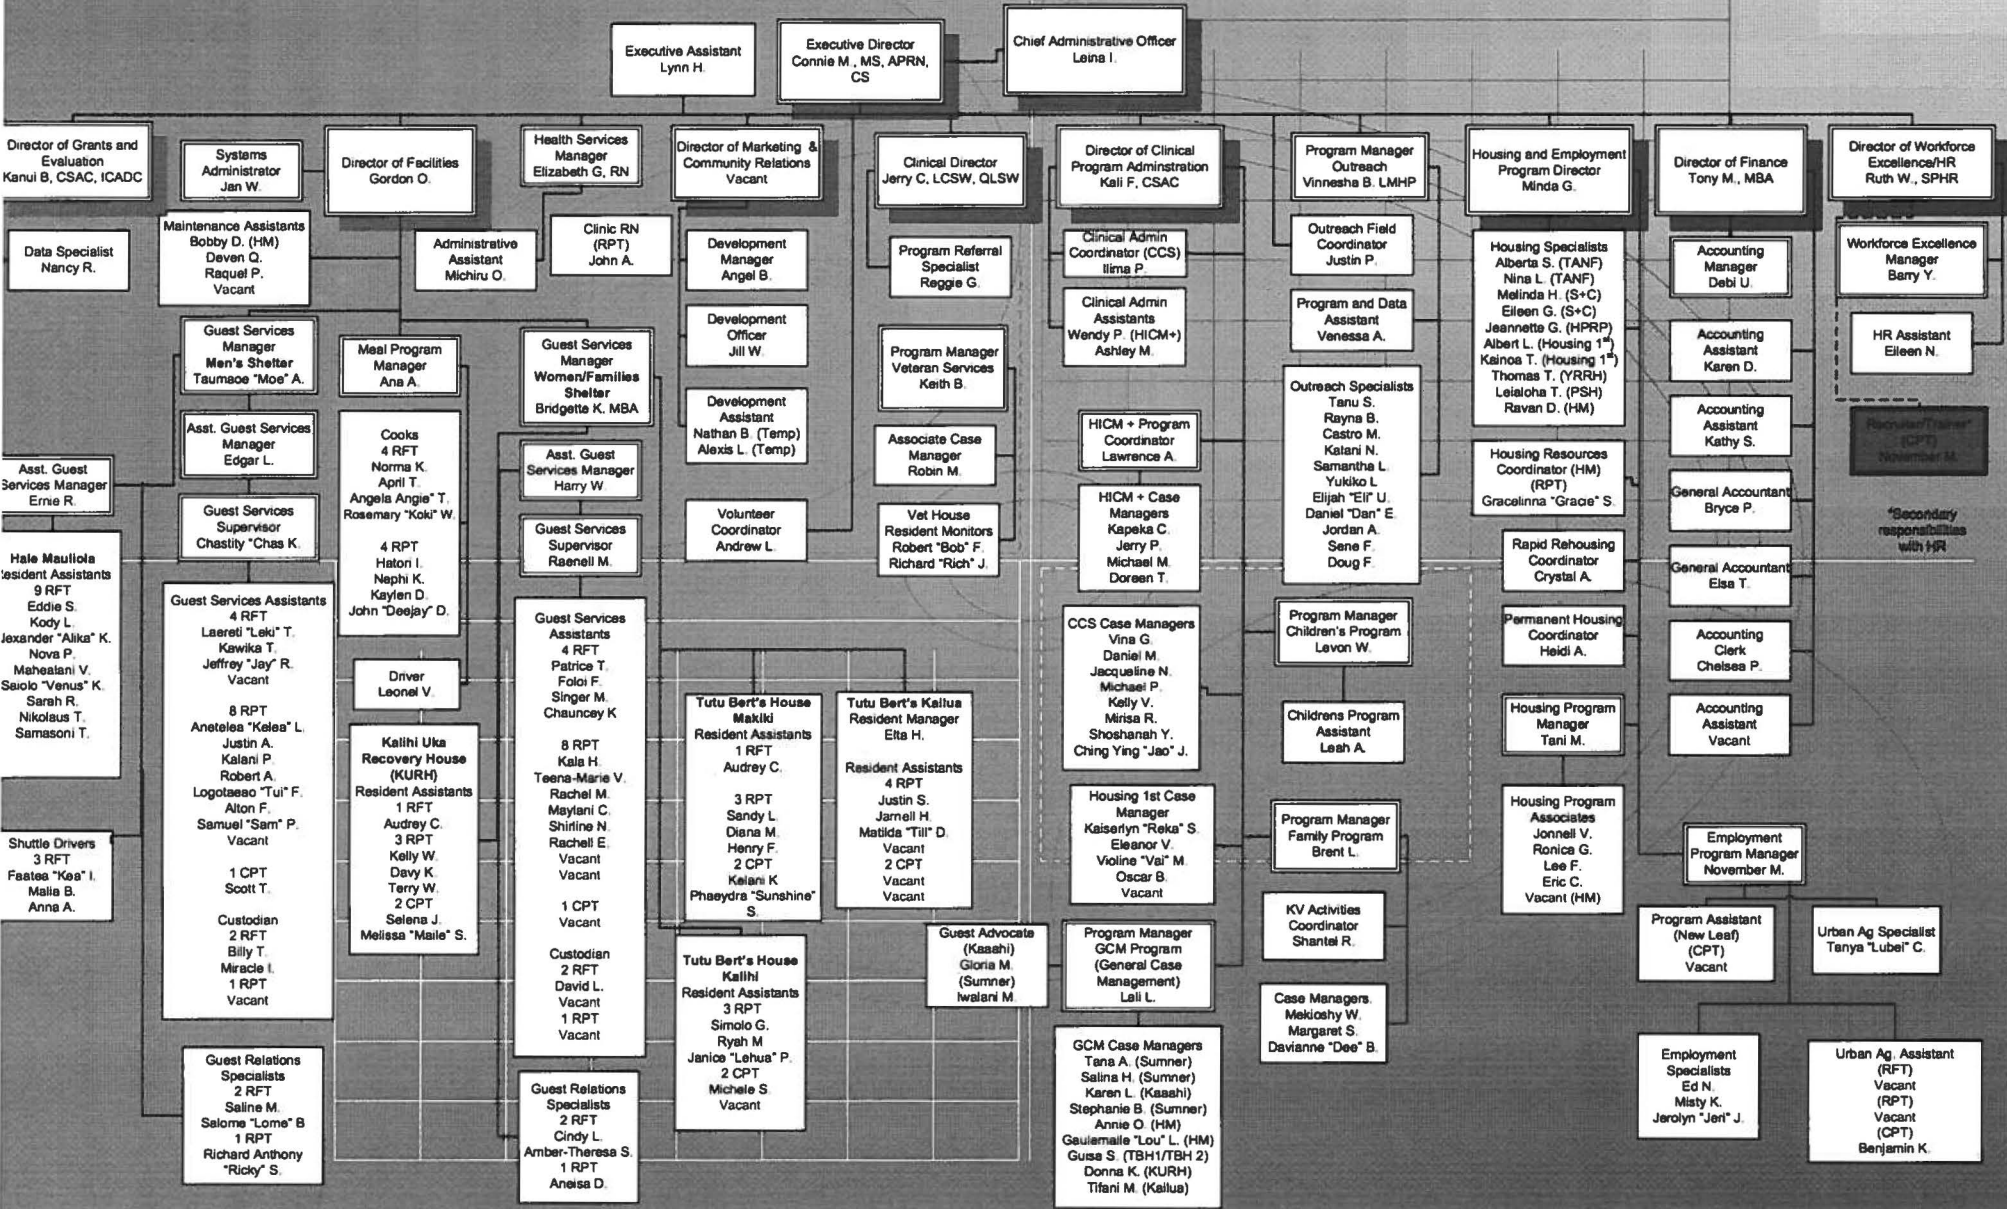 Executive Assistant
Lynn H.
Executive Director
Connie M., MS, APRN,
CS
Chief Administrative Officer
Leina I.
Director of Grants and
Evaluation
Kanui B, CSAC, ICADC
Systems
Administrator
Jan W.
Director of Facilities
Gordon O.
Health Services
Manager
Elizabeth G, RN
Director of Marketing &
Community Relations
Vacant
Clinical Director
Jerry C, LCSW, QLSW
Director of Clinical
Program Adminstration
Kali F, CSAC
Program Manager
Outreach
Vinnesha B. LMHP
Housing and Employment
Program Director
Minda G.
Director of Finance
Tony M., MBA
Director of Workforce
Excellence/HR
Ruth W., SPHR
Data Specialist
Nancy R.
Maintenance Assistants
Bobby D. (HM)
Deven Q.
Raquel P.
Vacant
Administrative
Assistant
Michiru O.
Clinic RN
(RPT)
John A.
Guest Services
Manager
Men's Shelter
Taumaoe "Moe" A.
Asst. Guest Services
Manager
Edgar L.
Asst. Guest
Services Manager
Ernie R.
Guest Services
Supervisor
Chastity "Chas K.
Hale Mauliola
Resident Assistants
9 RFT
Eddie S.
Kody L.
lexander "Alika" K.
Nova P.
Mahealani V.
Saiolo "Venus" K.
Sarah R.
Nikolaus T.
Samasoni T.
Shuttle Drivers
3 RFT
Faatea "Kea" I.
Malia B.
Anna A.
Guest Services Assistants
4 RFT
Laereti "Leki" T.
Kawika T.
Jeffrey "Jay" R.
Vacant
8 RPT
Anetelea "Kelea" L.
Justin A.
Kalani P.
Robert A.
Logotaeao "Tui" F.
Alton F.
Samuel "Sam" P.
Vacant
1 CPT
Scott T.
Custodian
2 RFT
Billy T.
Miracle I.
1 RPT
Vacant
Guest Relations
Specialists
2 RFT
Saline M.
Salome "Lome" B
1 RPT
Richard Anthony
"Ricky" S.
Meal Program
Manager
Ana A.
Cooks
4 RFT
Norma K.
April T.
Angela Angie" T.
Rosemary "Koki" W.
4 RPT
Hatori I.
Nephi K.
Kaylen D.
John "Deejay" D.
Driver
Leonel V.
Kalihi Uka
Recovery House
(KURH)
Resident Assistants
1 RFT
Audrey C.
3 RPT
Kelly W.
Davy K.
Terry W.
2 CPT
Selena J.
Melissa "Maile" S.
Guest Services
Manager
Women/Families
Shelter
Bridgette K. MBA
Asst. Guest
Services Manager
Harry W.
Guest Services
Supervisor
Raenell M.
Guest Services
Assistants
4 RFT
Patrice T.
Foloi F.
Singer M.
Chauncey K
8 RPT
Kala H.
Teena-Marie V.
Rachel M.
Maylani C.
Shirline N.
Rachell E.
Vacant
Vacant
1 CPT
Vacant
Custodian
2 RFT
David L.
Vacant
1 RPT
Vacant
Guest Relations
Specialists
2 RFT
Cindy L.
Amber-Theresa S.
1 RPT
Aneisa D.
Development
Manager
Angel B.
Development
Officer
Jill W.
Development
Assistant
Nathan B. (Temp)
Alexis L. (Temp)
Volunteer
Coordinator
Andrew L.
Tutu Bert's House
Makiki
Resident Assistants
1 RFT
Audrey C.
3 RPT
Sandy L.
Diana M.
Henry F.
2 CPT
Kelani K
Phaeydra "Sunshine"
S.
Tutu Bert's Kailua
Resident Manager
Elta H.
Resident Assistants
4 RPT
Justin S.
Jarnell H.
Matilda "Till" D.
Vacant
2 CPT
Vacant
Vacant
Tutu Bert's House
Kalihi
Resident Assistants
3 RPT
Simolo G.
Ryah M
Janice "Lehua" P.
2 CPT
Michele S.
Vacant
Program Referral
Specialist
Reggie G.
Program Manager
Veteran Services
Keith B.
Associate Case
Manager
Robin M.
Vet House
Resident Monitors
Robert "Bob" F.
Richard "Rich" J.
Clinical Admin
Coordinator (CCS)
Ilima P.
Clinical Admin
Assistants
Wendy P. (HICM+)
Ashley M.
HICM + Program
Coordinator
Lawrence A.
HICM + Case
Managers
Kapeka C.
Jerry P.
Michael M.
Doreen T.
CCS Case Managers
Vina G.
Daniel M.
Jacqueline N.
Michael P.
Kelly V.
Mirisa R.
Shoshanah Y.
Ching Ying "Jao" J.
Housing 1st Case
Manager
Kaiserlyn "Reka" S.
Eleanor V.
Violine "Vai" M.
Oscar B.
Vacant
Guest Advocate
(Kaaahi)
Gloria M.
(Sumner)
Iwalani M.
Program Manager
GCM Program
(General Case
Management)
Lali L.
GCM Case Managers
Tana A. (Sumner)
Salina H. (Sumner)
Karen L. (Kaaahi)
Stephanie B. (Sumner)
Annie O. (HM)
Gaulemaile "Lou" L. (HM)
Guisa S. (TBH1/TBH 2)
Donna K. (KURH)
Tifani M. (Kailua)
Outreach Field
Coordinator
Justin P.
Program and Data
Assistant
Venessa A.
Outreach Specialists
Tanu S.
Rayna B.
Castro M.
Kalani N.
Samantha L.
Yukiko L
Elijah "Eli" U.
Daniel "Dan" E.
Jordan A.
Sene F.
Doug F.
Program Manager
Children's Program
Levon W.
Childrens Program
Assistant
Leah A.
Program Manager
Family Program
Brent L.
KV Activities
Coordinator
Shantel R.
Case Managers.
Mekioshy W.
Margaret S.
Davianne "Dee" B.
Housing Specialists
Alberta S. (TANF)
Nina L. (TANF)
Melinda H. (S+C)
Eileen G. (S+C)
Jeannette G. (HPRP)
Albert L. (Housing 1st)
Kainoa T. (Housing 1st)
Thomas T. (YRRH)
Leialoha T. (PSH)
Ravan D. (HM)
Housing Resources
Coordinator (HM)
(RPT)
Gracelinna "Gracie" S.
Rapid Rehousing
Coordinator
Crystal A.
Permanent Housing
Coordinator
Heidi A.
Housing Program
Manager
Tani M.
Housing Program
Associates
Jonnell V.
Ronica G.
Lee F.
Eric C.
Vacant (HM)
Employment
Program Manager
November M.
Program Assistant
(New Leaf)
(CPT)
Vacant
Urban Ag Specialist
Tanya "Lubei" C.
Employment
Specialists
Ed N.
Misty K.
Jerolyn "Jeri" J.
Urban Ag. Assistant
(RFT)
Vacant
(RPT)
Vacant
(CPT)
Benjamin K.
Accounting
Manager
Debi U.
Accounting
Assistant
Karen D.
Accounting
Assistant
Kathy S.
General Accountant
Bryce P.
General Accountant
Elsa T.
Accounting
Clerk
Chelsea P.
Accounting
Assistant
Vacant
Workforce Excellence
Manager
Barry Y.
HR Assistant
Eileen N.
Recruiter/Trainer*
(CPT)
November M.
*Secondary
responsibilities
with HR